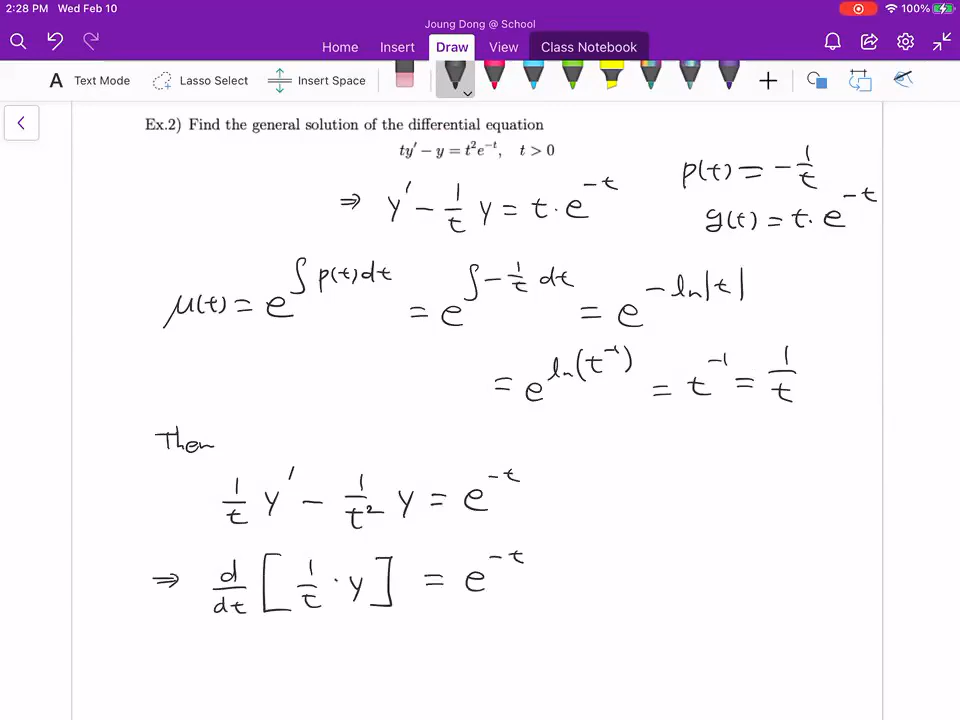 2:28 PM Wed Feb 10
Joung Dong @ School
100%
Home Insert Draw View Class Notebook
A Text Mode Lasso Select Insert Space
Ex.2) Find the general solution of the differential equation
ty′ − y = t²e⁻ᵗ, t > 0
⇒ y′ − 1/t y = t · e^(−t)
p(t) = − 1/t
g(t) = t · e^(−t)
μ(t) = e^(∫ p(t) dt) = e^(∫ − 1/t dt) = e^(− ln|t|)
= e^(ln(t⁻¹)) = t⁻¹ = 1/t
Then
1/t y′ − 1/t² y = e^(−t)
⇒ d/dt [ 1/t · y ] = e^(−t)